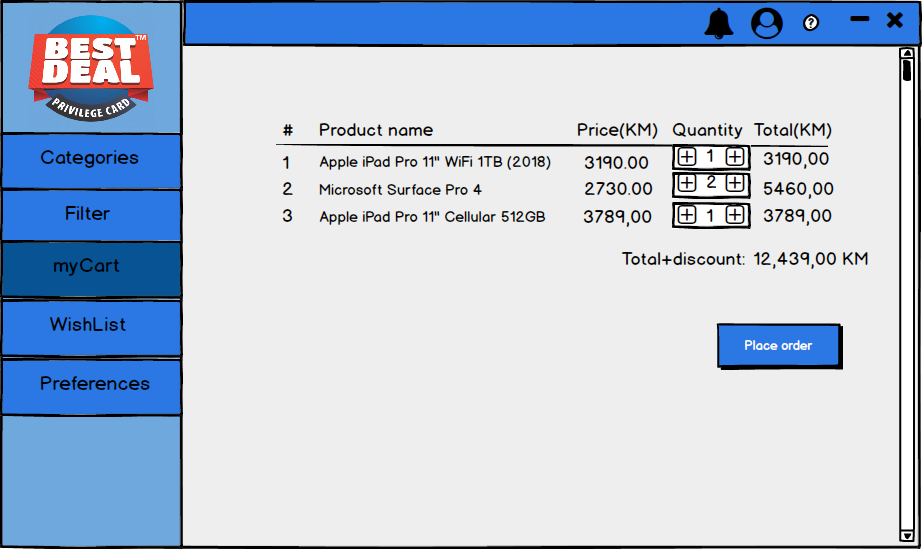 BEST
DEAL™
PRIVILEGE CARD
?
Categories
Filter
myCart
WishList
Preferences
# Product name Price(KM) Quantity Total(KM)
1 Apple iPad Pro 11" WiFi 1TB (2018) 3190.00 + 1 + 3190,00
2 Microsoft Surface Pro 4 2730.00 + 2 + 5460,00
3 Apple iPad Pro 11" Cellular 512GB 3789,00 + 1 + 3789,00
Total+discount: 12,439,00 KM
Place order